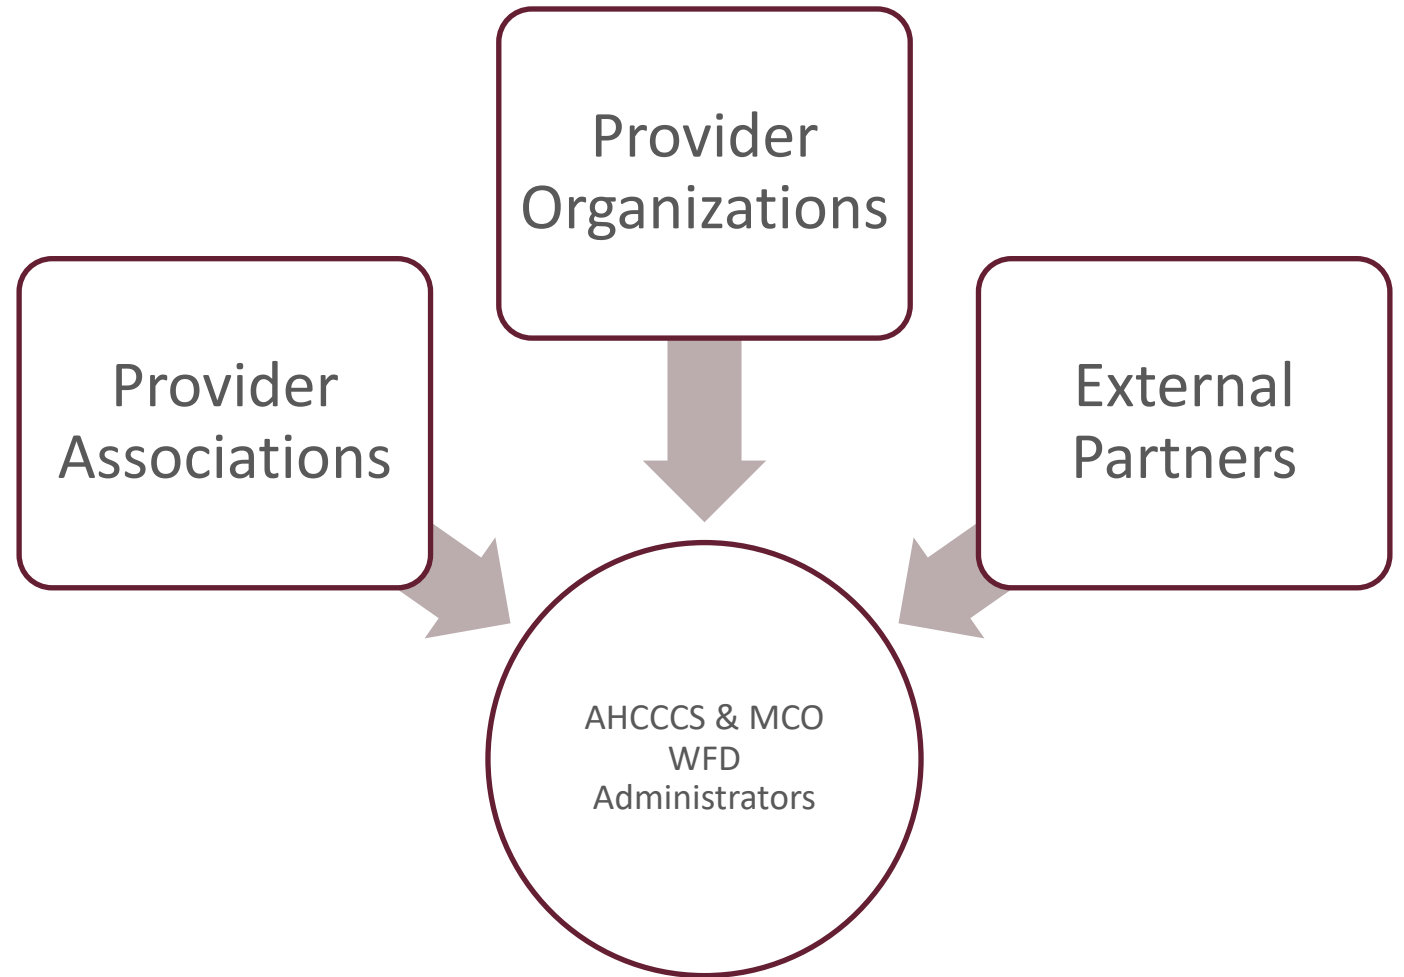 Provider
Organizations
Provider
Associations
External
Partners
AHCCCS & MCO
WFD
Administrators